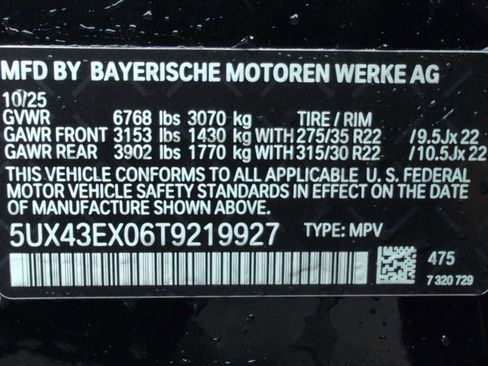 MFD BY BAYERISCHE MOTOREN WERKE AG
10/25
GVWR 6768 lbs 3070 kg TIRE / RIM
GAWR FRONT 3153 lbs 1430 kg WITH 275/35 R22 /9.5Jx22
GAWR REAR 3902 lbs 1770 kg WITH 315/30 R22 /10.5Jx22
THIS VEHICLE CONFORMS TO ALL APPLICABLE U.S. FEDERAL
MOTOR VEHICLE SAFETY STANDARDS IN EFFECT ON THE DATE
OF MANUFACTURE SHOWN ABOVE.
5UX43EX06T9219927 TYPE: MPV
475
7 320 729